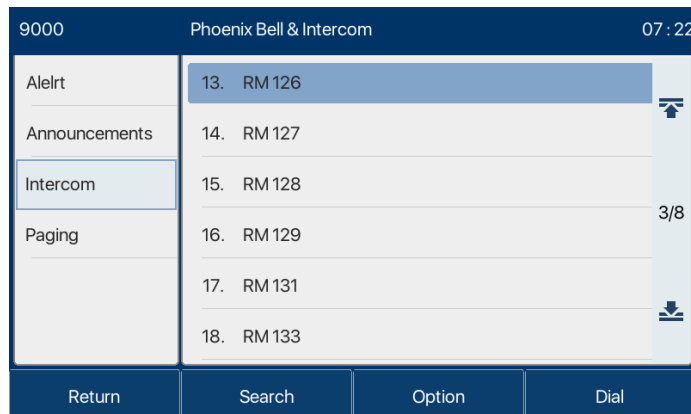 9000 Phoenix Bell & Intercom 07:22
Alelrt
Announcements
Intercom
Paging
13. RM 126
14. RM 127
15. RM 128
16. RM 129
17. RM 131
18. RM 133
3/8
Return Search Option Dial